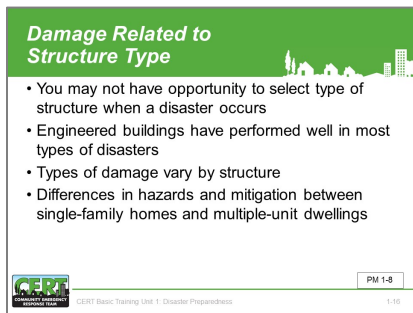 Damage Related to
Structure Type
• You may not have opportunity to select type of
structure when a disaster occurs
• Engineered buildings have performed well in most
types of disasters
• Types of damage vary by structure
• Differences in hazards and mitigation between
single-family homes and multiple-unit dwellings
PM 1-8
CERT
COMMUNITY EMERGENCY
RESPONSE TEAM
CERT Basic Training Unit 1: Disaster Preparedness
1-16